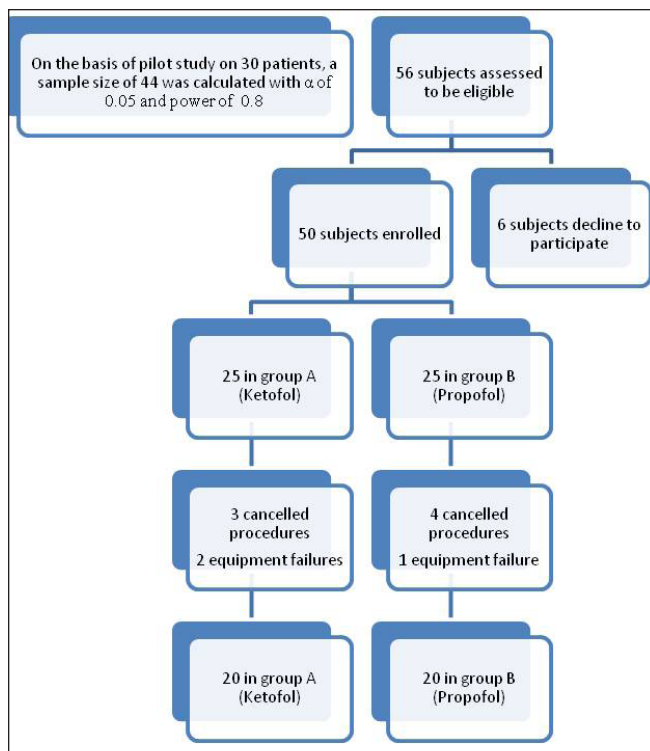 On the basis of pilot study on 30 patients, a
sample size of 44 was calculated with α of
0.05 and power of 0.8
56 subjects assessed
to be eligible
50 subjects enrolled
6 subjects decline to
participate
25 in group A
(Ketofol)
25 in group B
(Propofol)
3 cancelled
procedures
2 equipment failures
4 cancelled
procedures
1 equipment failure
20 in group A
(Ketofol)
20 in group B
(Propofol)